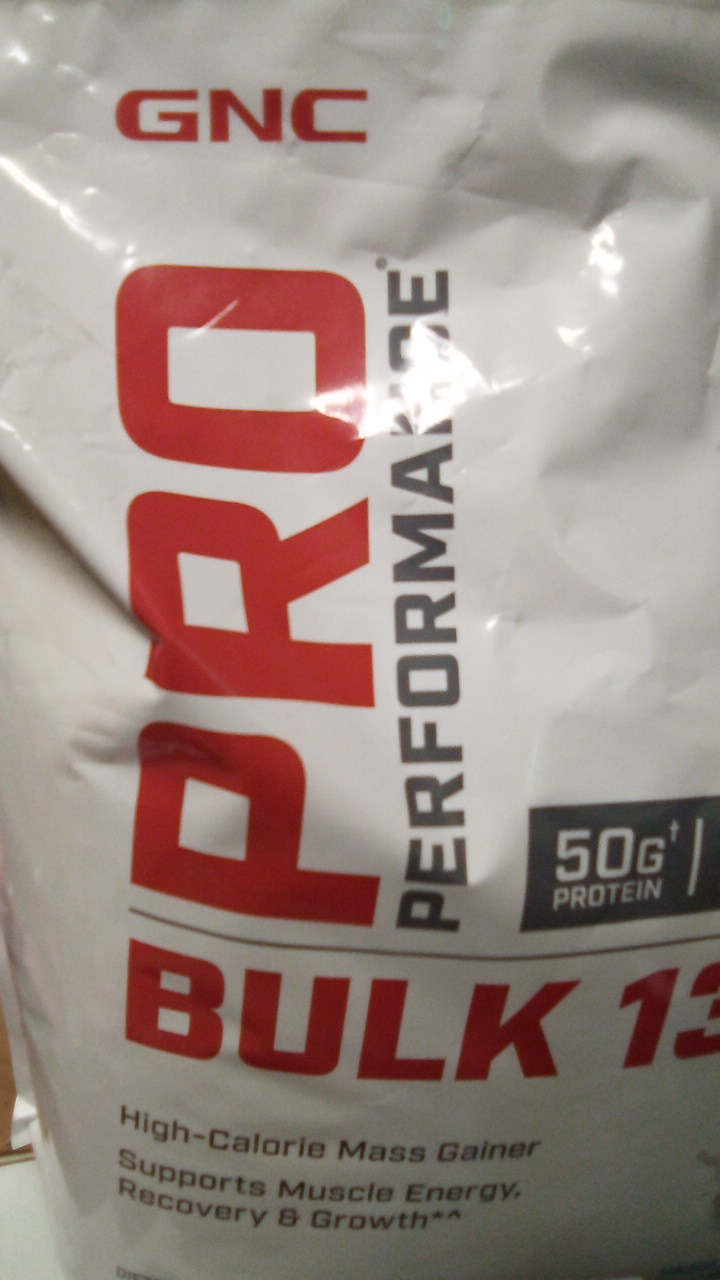 GNC
PRO
PERFORMANCE
50G†
PROTEIN
BULK 13
High-Calorie Mass Gainer
Supports Muscle Energy,
Recovery & Growth*^